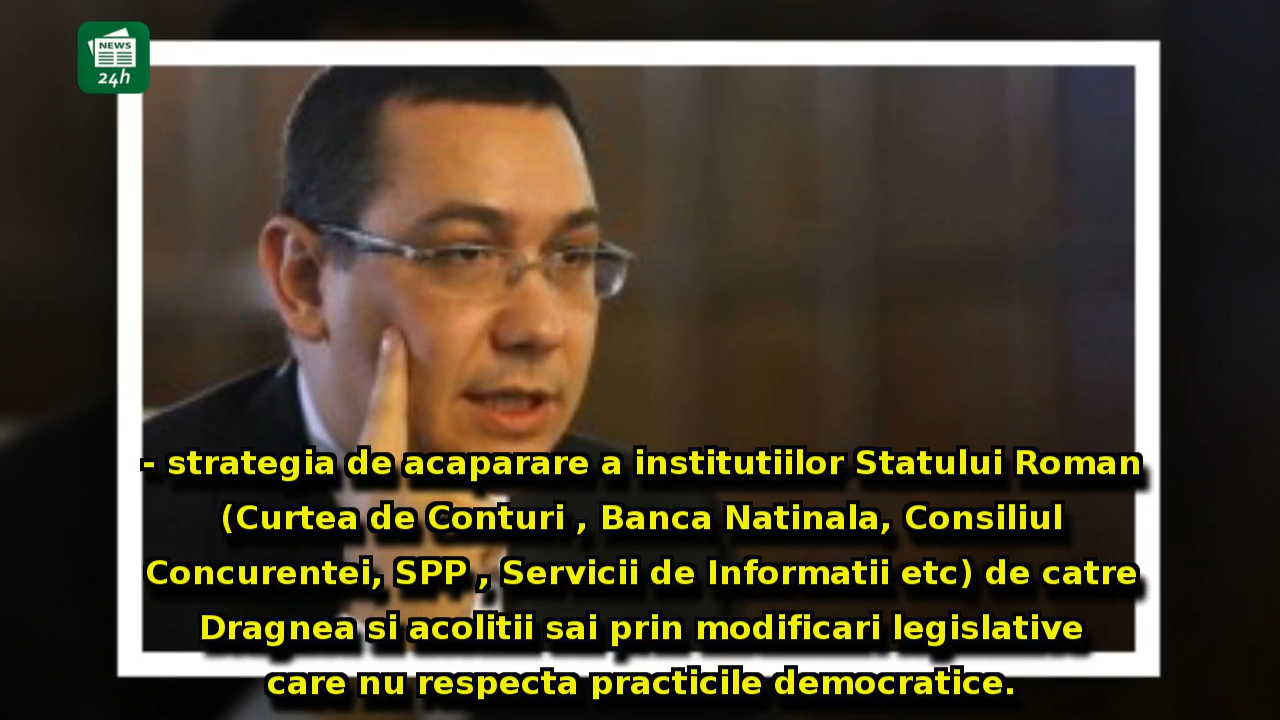 NEWS
24h
- strategia de acaparare a institutiilor Statului Roman
(Curtea de Conturi , Banca Natinala, Consiliul
Concurentei, SPP , Servicii de Informatii etc) de catre
Dragnea si acolitii sai prin modificari legislative
care nu respecta practicile democratice.